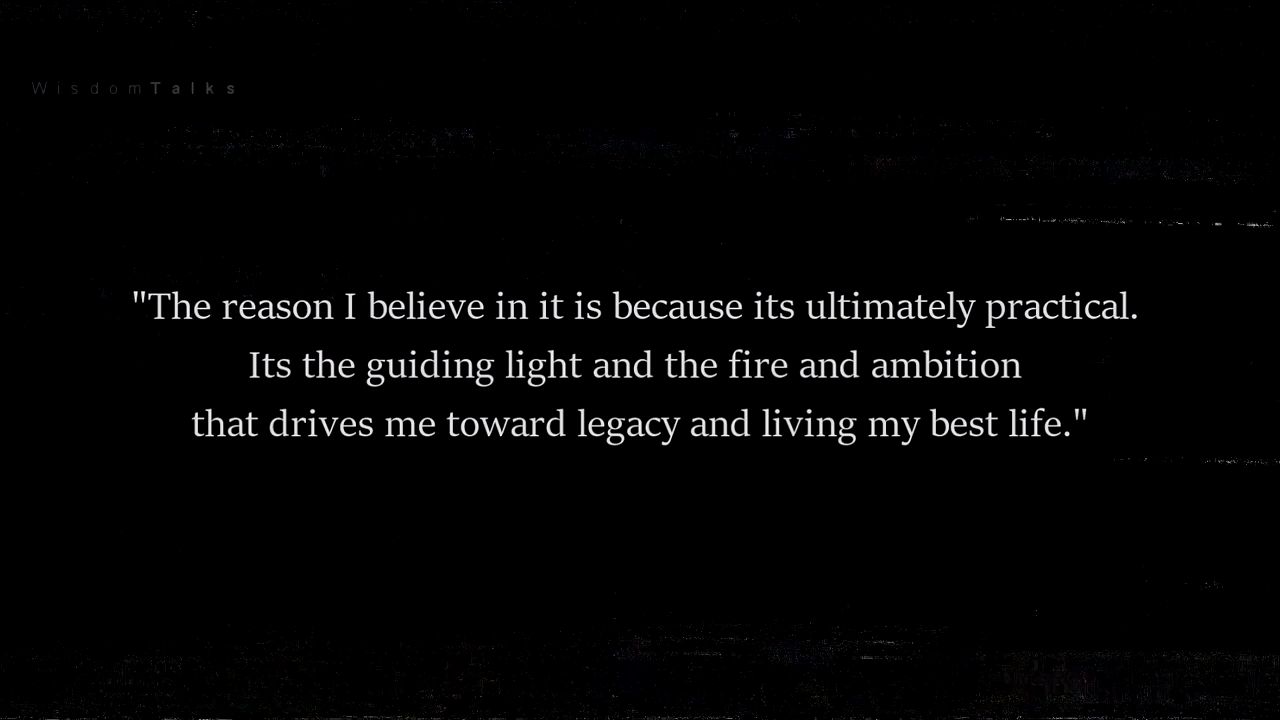 WisdomTalks
"The reason I believe in it is because its ultimately practical.
Its the guiding light and the fire and ambition
that drives me toward legacy and living my best life."